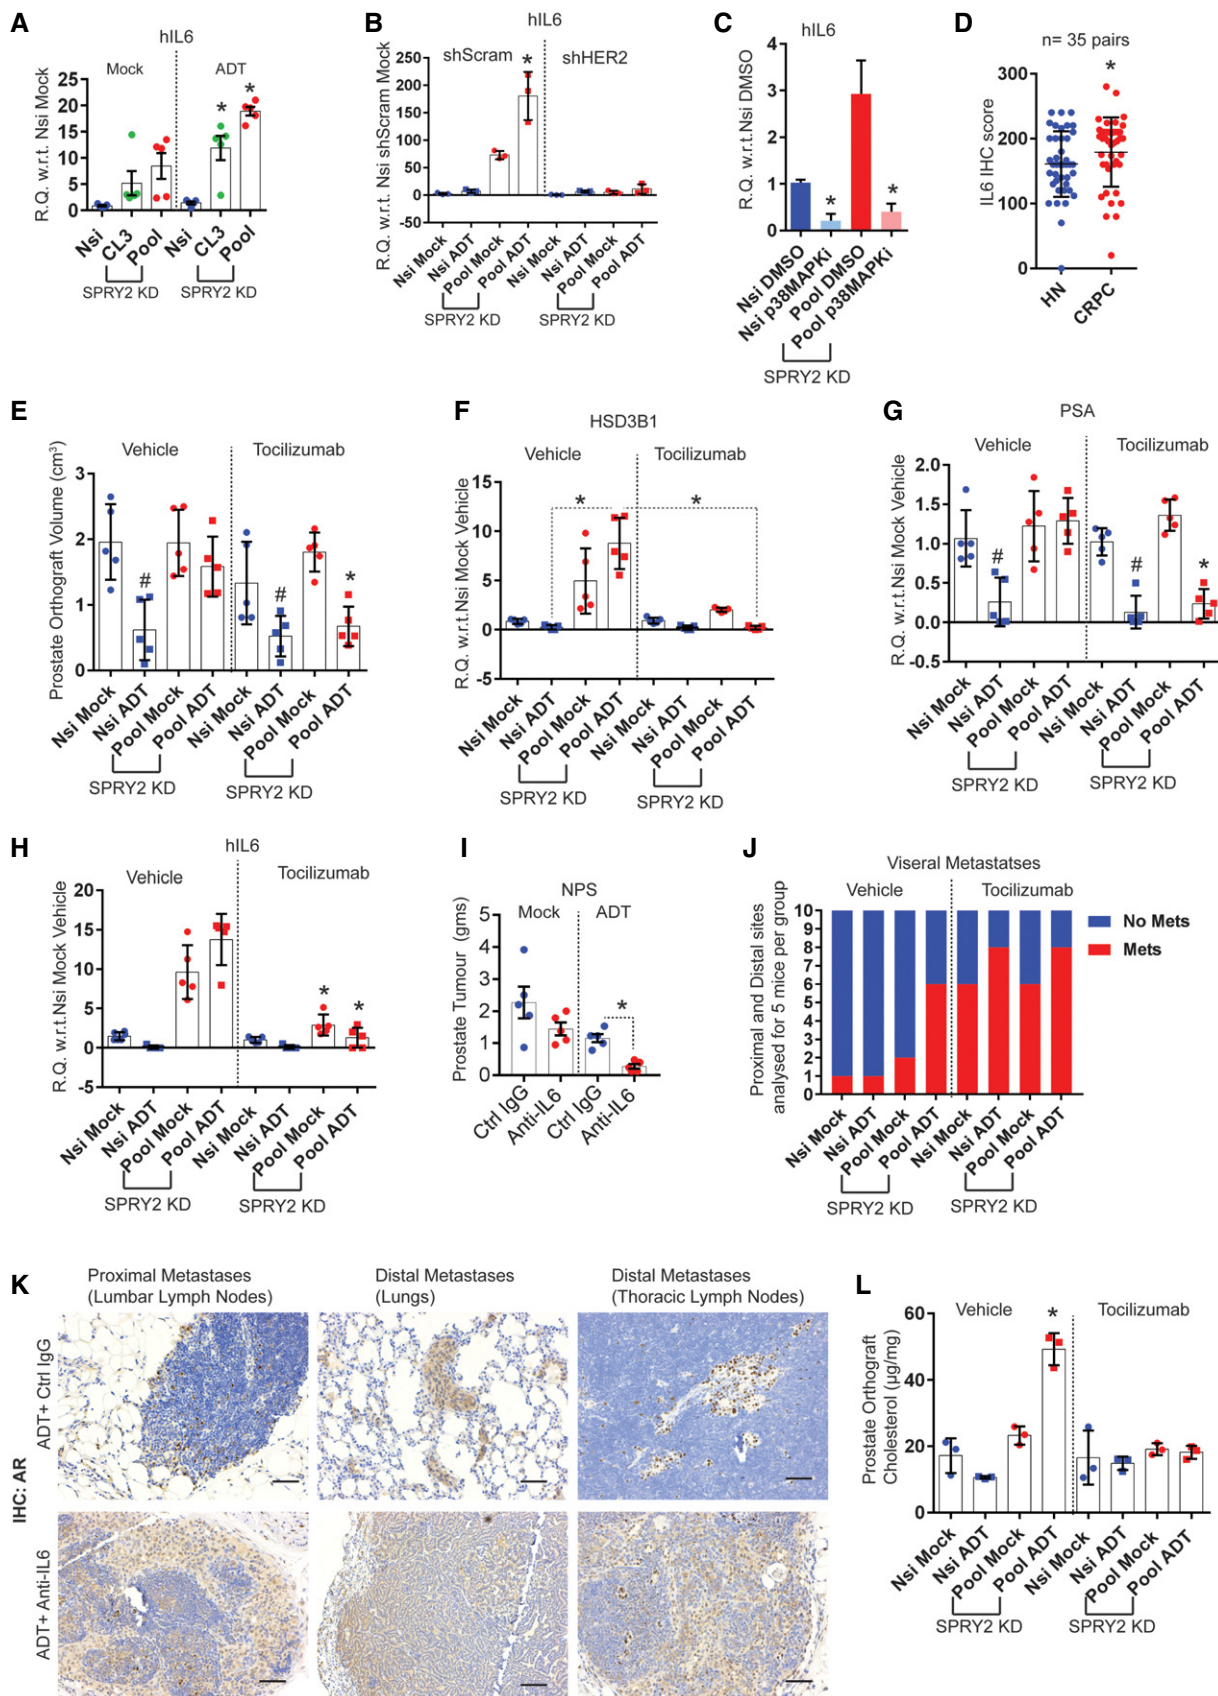 A
hIL6
Mock
ADT
R.Q. w.r.t. Nsi Mock
25
20
15
10
5
0
*
*
Nsi
CL3
Pool
Nsi
CL3
Pool
SPRY2 KD
SPRY2 KD
B
hIL6
shScram
shHER2
R.Q. w.r.t. Nsi shScram Mock
250
200
150
100
50
0
-50
*
Nsi Mock
Nsi ADT
Pool Mock
Pool ADT
Nsi Mock
Nsi ADT
Pool Mock
Pool ADT
SPRY2 KD
SPRY2 KD
C
hIL6
R.Q. w.r.t.Nsi DMSO
4
3
2
1
0
*
*
Nsi DMSO
Nsi p38MAPKi
Pool DMSO
Pool p38MAPKi
SPRY2 KD
D
n= 35 pairs
IL6 IHC score
300
200
100
0
*
HN
CRPC
E
Vehicle
Tocilizumab
Prostate Orthograft Volume (cm³)
3
2
1
0
#
#
*
Nsi Mock
Nsi ADT
Pool Mock
Pool ADT
Nsi Mock
Nsi ADT
Pool Mock
Pool ADT
SPRY2 KD
SPRY2 KD
F
HSD3B1
Vehicle
Tocilizumab
R.Q. w.r.t.Nsi Mock Vehicle
15
10
5
0
-5
*
*
Nsi Mock
Nsi ADT
Pool Mock
Pool ADT
Nsi Mock
Nsi ADT
Pool Mock
Pool ADT
SPRY2 KD
SPRY2 KD
G
PSA
Vehicle
Tocilizumab
R.Q. w.r.t.Nsi Mock Vehicle
2.0
1.5
1.0
0.5
0.0
-0.5
#
#
*
Nsi Mock
Nsi ADT
Pool Mock
Pool ADT
Nsi Mock
Nsi ADT
Pool Mock
Pool ADT
SPRY2 KD
SPRY2 KD
H
hIL6
Vehicle
Tocilizumab
R.Q. w.r.t.Nsi Mock Vehicle
20
15
10
5
0
-5
*
*
Nsi Mock
Nsi ADT
Pool Mock
Pool ADT
Nsi Mock
Nsi ADT
Pool Mock
Pool ADT
SPRY2 KD
SPRY2 KD
I
NPS
Mock
ADT
Prostate Tumour (gms)
5
4
3
2
1
0
*
Ctrl IgG
Anti-IL6
Ctrl IgG
Anti-IL6
J
Viseral Metastatses
Vehicle
Tocilizumab
Proximal and Distal sites
analysed for 5 mice per group
10
9
8
7
6
5
4
3
2
1
0
No Mets
Mets
Nsi Mock
Nsi ADT
Pool Mock
Pool ADT
Nsi Mock
Nsi ADT
Pool Mock
Pool ADT
SPRY2 KD
SPRY2 KD
K
Proximal Metastases
(Lumbar Lymph Nodes)
Distal Metastases
(Lungs)
Distal Metastases
(Thoracic Lymph Nodes)
IHC: AR
ADT+ Ctrl IgG
ADT+ Anti-IL6
L
Vehicle
Tocilizumab
Prostate Orthograft
Cholesterol (µg/mg)
60
40
20
0
*
Nsi Mock
Nsi ADT
Pool Mock
Pool ADT
Nsi Mock
Nsi ADT
Pool Mock
Pool ADT
SPRY2 KD
SPRY2 KD